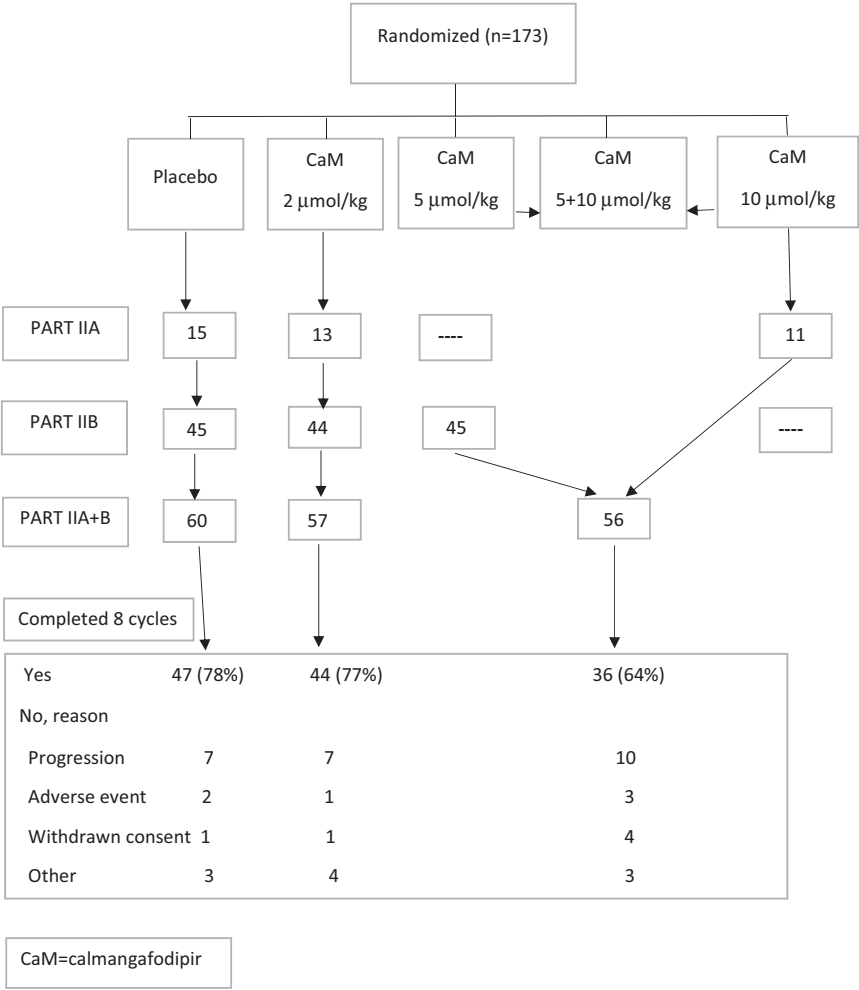 Randomized (n=173)
Placebo
CaM
2 μmol/kg
CaM
5 μmol/kg
CaM
5+10 μmol/kg
CaM
10 μmol/kg
PART IIA 15 13 ---- 11
PART IIB 45 44 45 ----
PART IIA+B 60 57 56
Completed 8 cycles
Yes 47 (78%) 44 (77%) 36 (64%)
No, reason
Progression 7 7 10
Adverse event 2 1 3
Withdrawn consent 1 1 4
Other 3 4 3
CaM=calmangafodipir